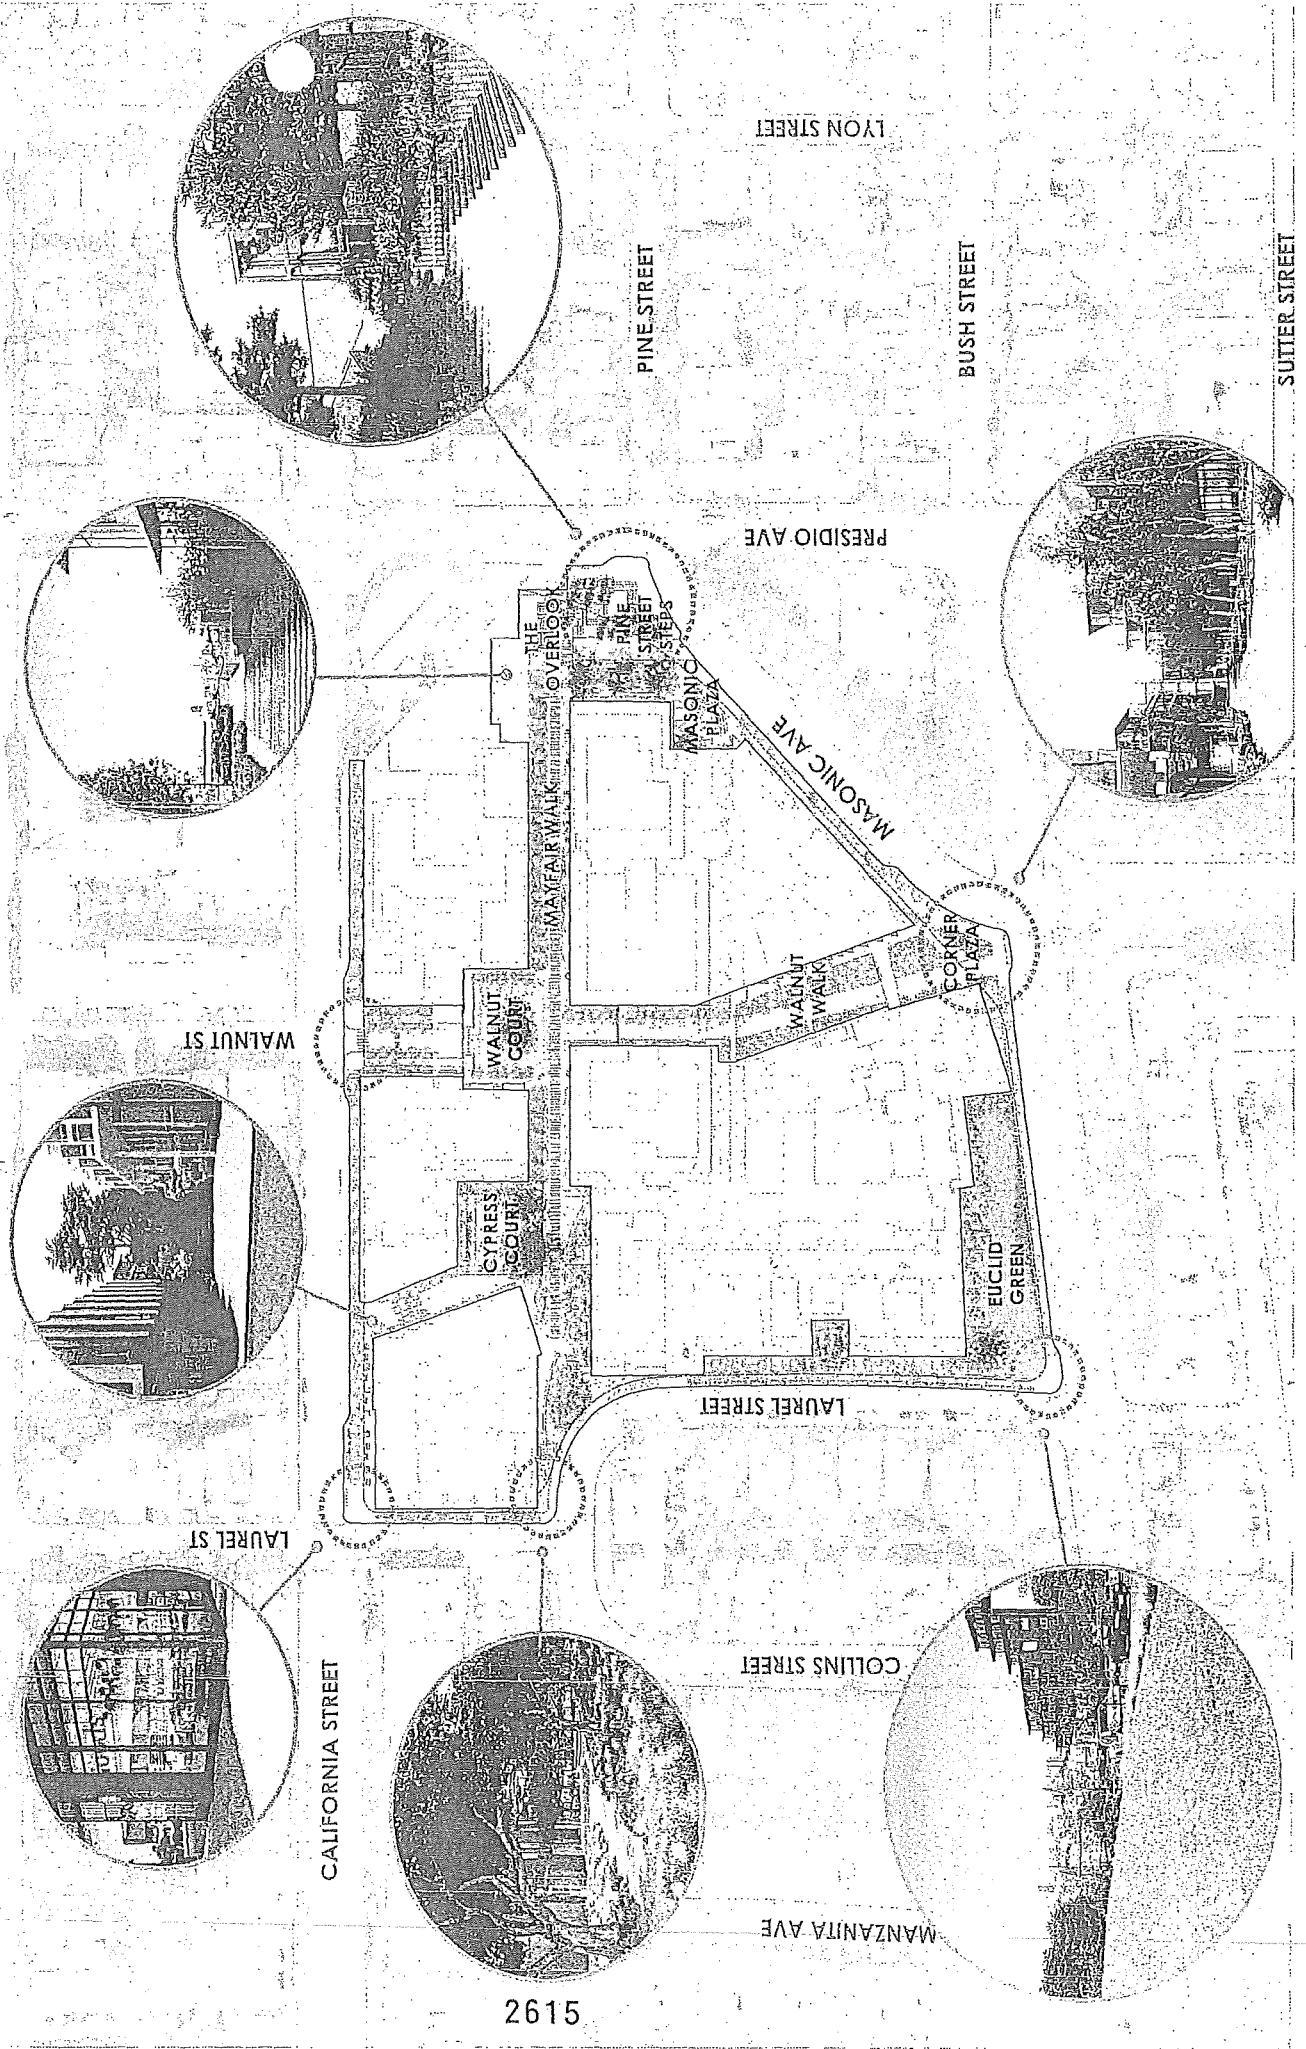 LYON STREET
PINE STREET
BUSH STREET
SUTTER STREET
PRESIDIO AVE
THE
OVERLOOK
PINE
STREET
STEPS
MASONIC
PLAZA
MASONIC AVE
MAYFAIR WALK
CORNER
PLAZA
WALNUT
WALK
WALNUT
COURT
WALNUT ST
CYPRESS
COURT
EUCLID
GREEN
LAUREL STREET
LAUREL ST
CALIFORNIA STREET
COLLINS STREET
MANZANITA AVE
2615